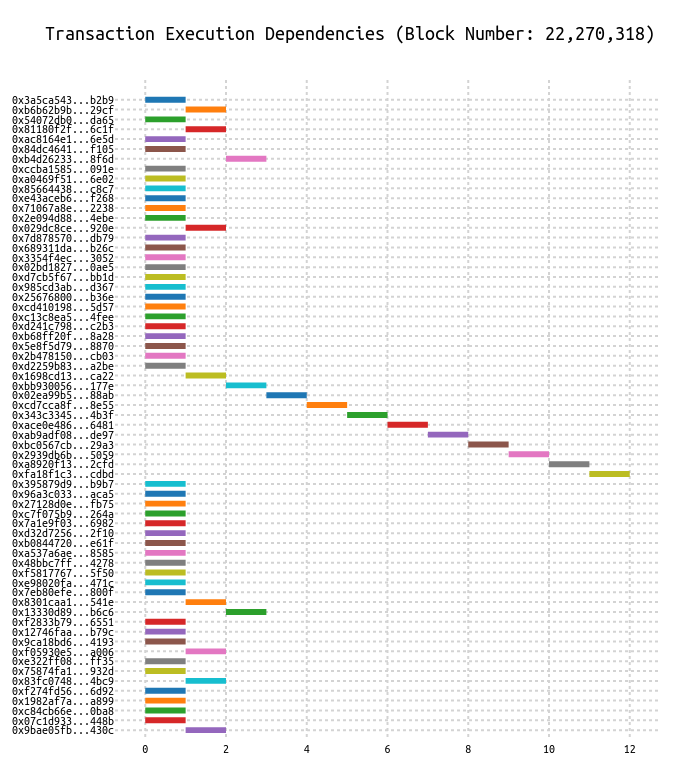 Transaction Execution Dependencies (Block Number: 22,270,318)
0x3a5ca543...b2b9
0xb6b62b9b...29cf
0x54072db0...da65
0x81180f2f...6c1f
0xac8164e1...6e5d
0x84dc4641...f105
0xb4d26233...8f6d
0xccba1585...091e
0xa0469f51...6e02
0x85664438...c8c7
0xe43aceb6...f268
0x71067a8e...2238
0x2e094d88...4ebe
0x029dc8ce...920e
0x7d878570...db79
0x689311da...b26c
0x3354f4ec...3052
0x02bd1827...0ae5
0xd7cb5f67...bb1d
0x985cd3ab...d367
0x25676800...b36e
0xcd410198...5d57
0xc13c8ea5...4fee
0xd241c798...c2b3
0xb68ff20f...8a28
0x5e8f5d79...8870
0x2b478150...cb03
0xd2259b83...a2be
0x1698cd13...ca22
0xbb930056...177e
0x02ea99b5...88ab
0xcd7cca8f...8e55
0x343c3345...4b3f
0xace0e486...6481
0xab9adf08...de97
0xbc0567cb...29a3
0x2939db6b...5059
0xa8920f13...2cfd
0xfa18f1c3...cdbd
0x395879d9...b9b7
0x96a3c033...aca5
0x27128d0e...fb75
0xc7f075b9...264a
0x7a1e9f03...6982
0xd32d7256...2f10
0xb0844720...e61f
0xa537a6ae...8585
0x48bbc7ff...4278
0xf5817767...5f50
0xe98020fa...471c
0x7eb80efe...800f
0x8301caa1...541e
0x13330d89...b6c6
0xf2833b79...6551
0x12746faa...b79c
0x9ca18bd6...4193
0xf05930e5...a006
0xe322ff08...ff35
0x75874fa1...932d
0x83fc0748...4bc9
0xf274fd56...6d92
0x1982af7a...a899
0xc84cb66e...0ba8
0x07c1d933...448b
0x9bae05fb...430c
0 2 4 6 8 10 12